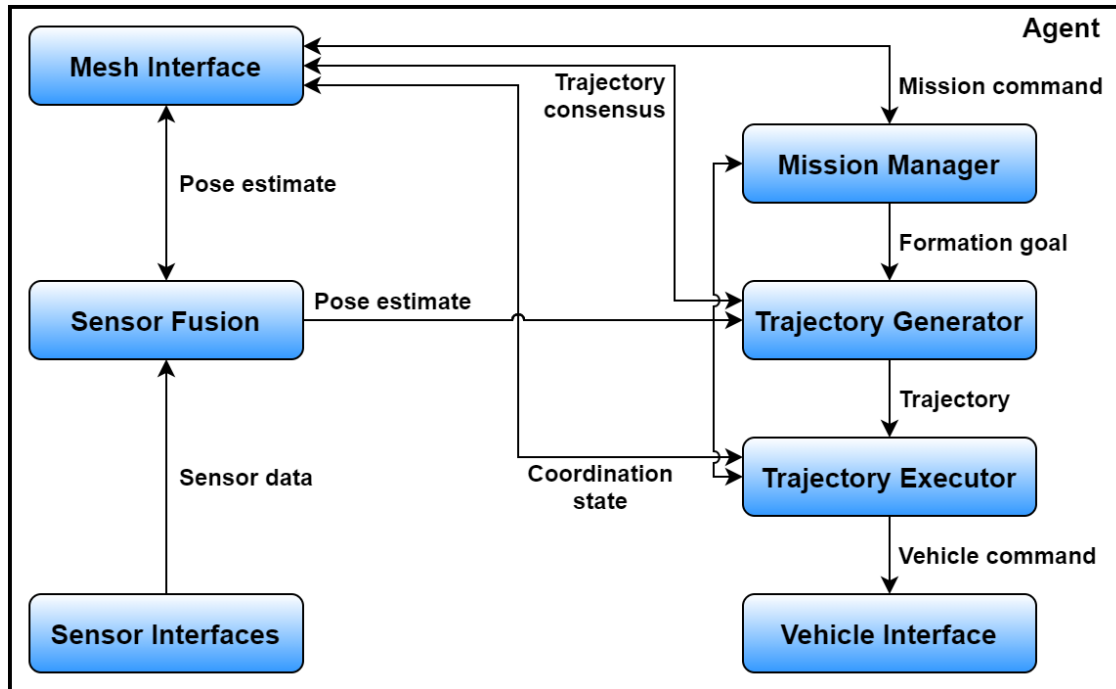 Agent
Mesh Interface
Trajectory
consensus
Mission command
Mission Manager
Pose estimate
Formation goal
Sensor Fusion
Pose estimate
Trajectory Generator
Trajectory
Sensor data
Coordination
state
Trajectory Executor
Vehicle command
Sensor Interfaces
Vehicle Interface